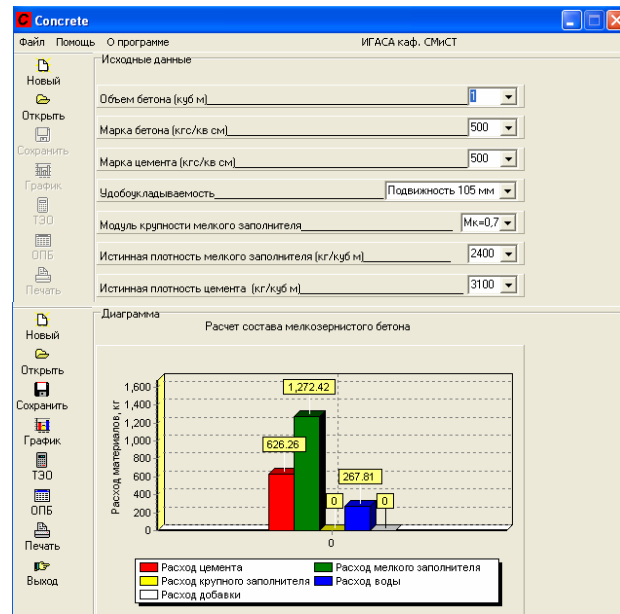 Concrete
Файл Помощь О программе ИГАСА каф. СМиСТ
Новый
Открыть
Сохранить
График
ТЭО
ОПБ
Печать
Исходные данные
Объем бетона (куб м) 1
Марка бетона (кгс/кв см) 500
Марка цемента (кгс/кв см) 500
Удобоукладываемость Подвижность 105 мм
Модуль крупности мелкого заполнителя Мк=0,7
Истинная плотность мелкого заполнителя (кг/куб м) 2400
Истинная плотность цемента (кг/куб м) 3100
Новый
Открыть
Сохранить
График
ТЭО
ОПБ
Печать
Выход
Диаграмма
Расчет состава мелкозернистого бетона
Расход материалов, кг
1,600
1,400
1,200
1,000
800
600
400
200
0
626.26
1,272.42
0
267.81
0
0
Расход цемента Расход мелкого заполнителя
Расход крупного заполнителя Расход воды
Расход добавки